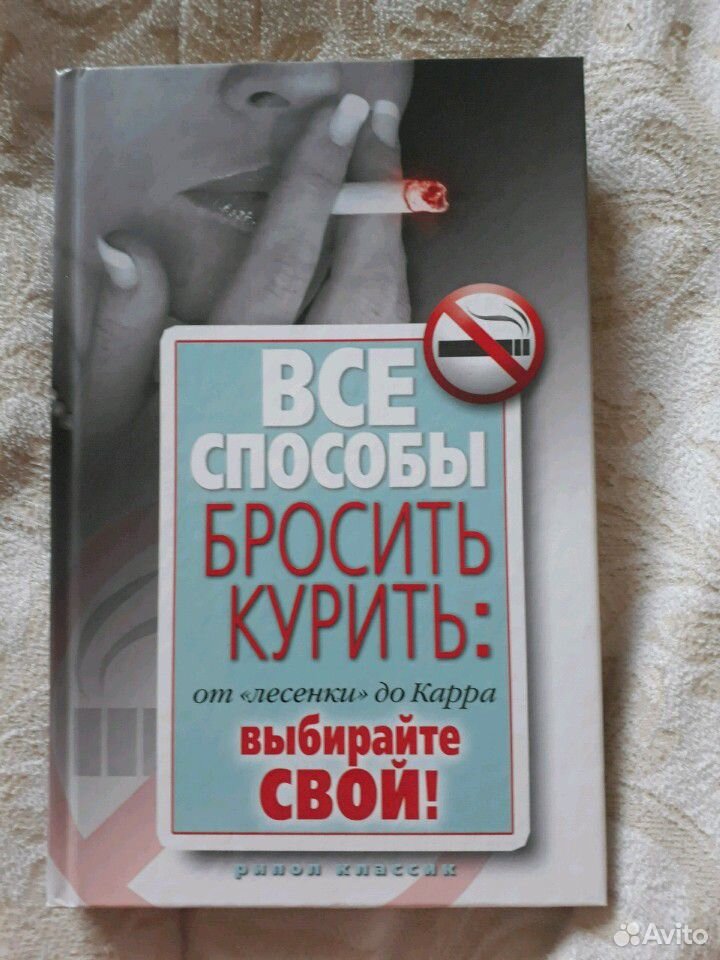 ВСЕ
СПОСОБЫ
БРОСИТЬ
КУРИТЬ:
от «лесенки» до Карра
выбирайте
СВОЙ!
РИПОЛ КЛАССИК
Avito